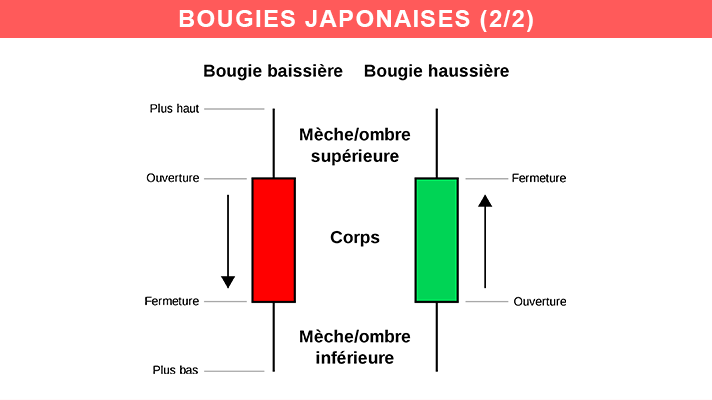 BOUGIES JAPONAISES (2/2)
Bougie baissière
Bougie haussière
Plus haut
Mèche/ombre
supérieure
Ouverture
Fermeture
Corps
Fermeture
Ouverture
Mèche/ombre
inférieure
Plus bas